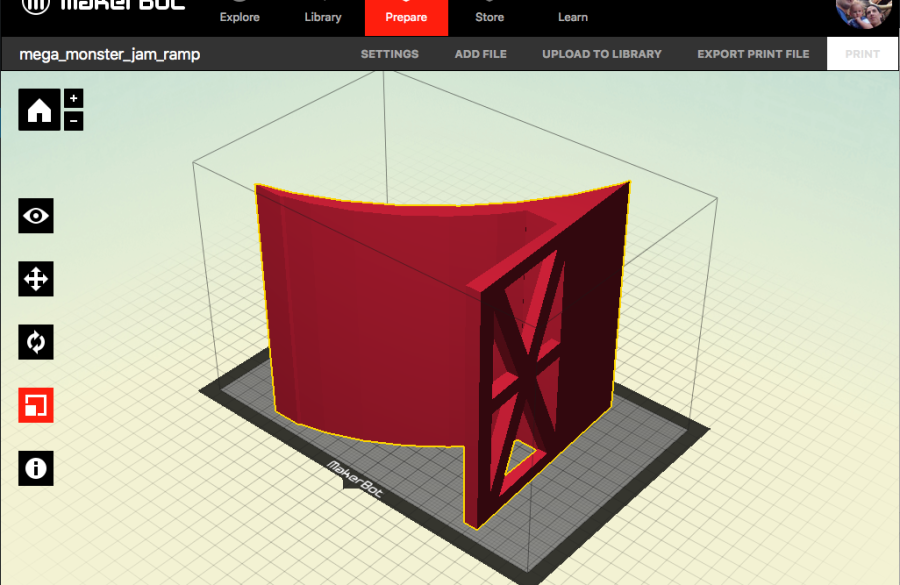 MakerBot
Explore Library Prepare Store Learn
mega_monster_jam_ramp SETTINGS ADD FILE UPLOAD TO LIBRARY EXPORT PRINT FILE PRINT
+
-
MakerBot